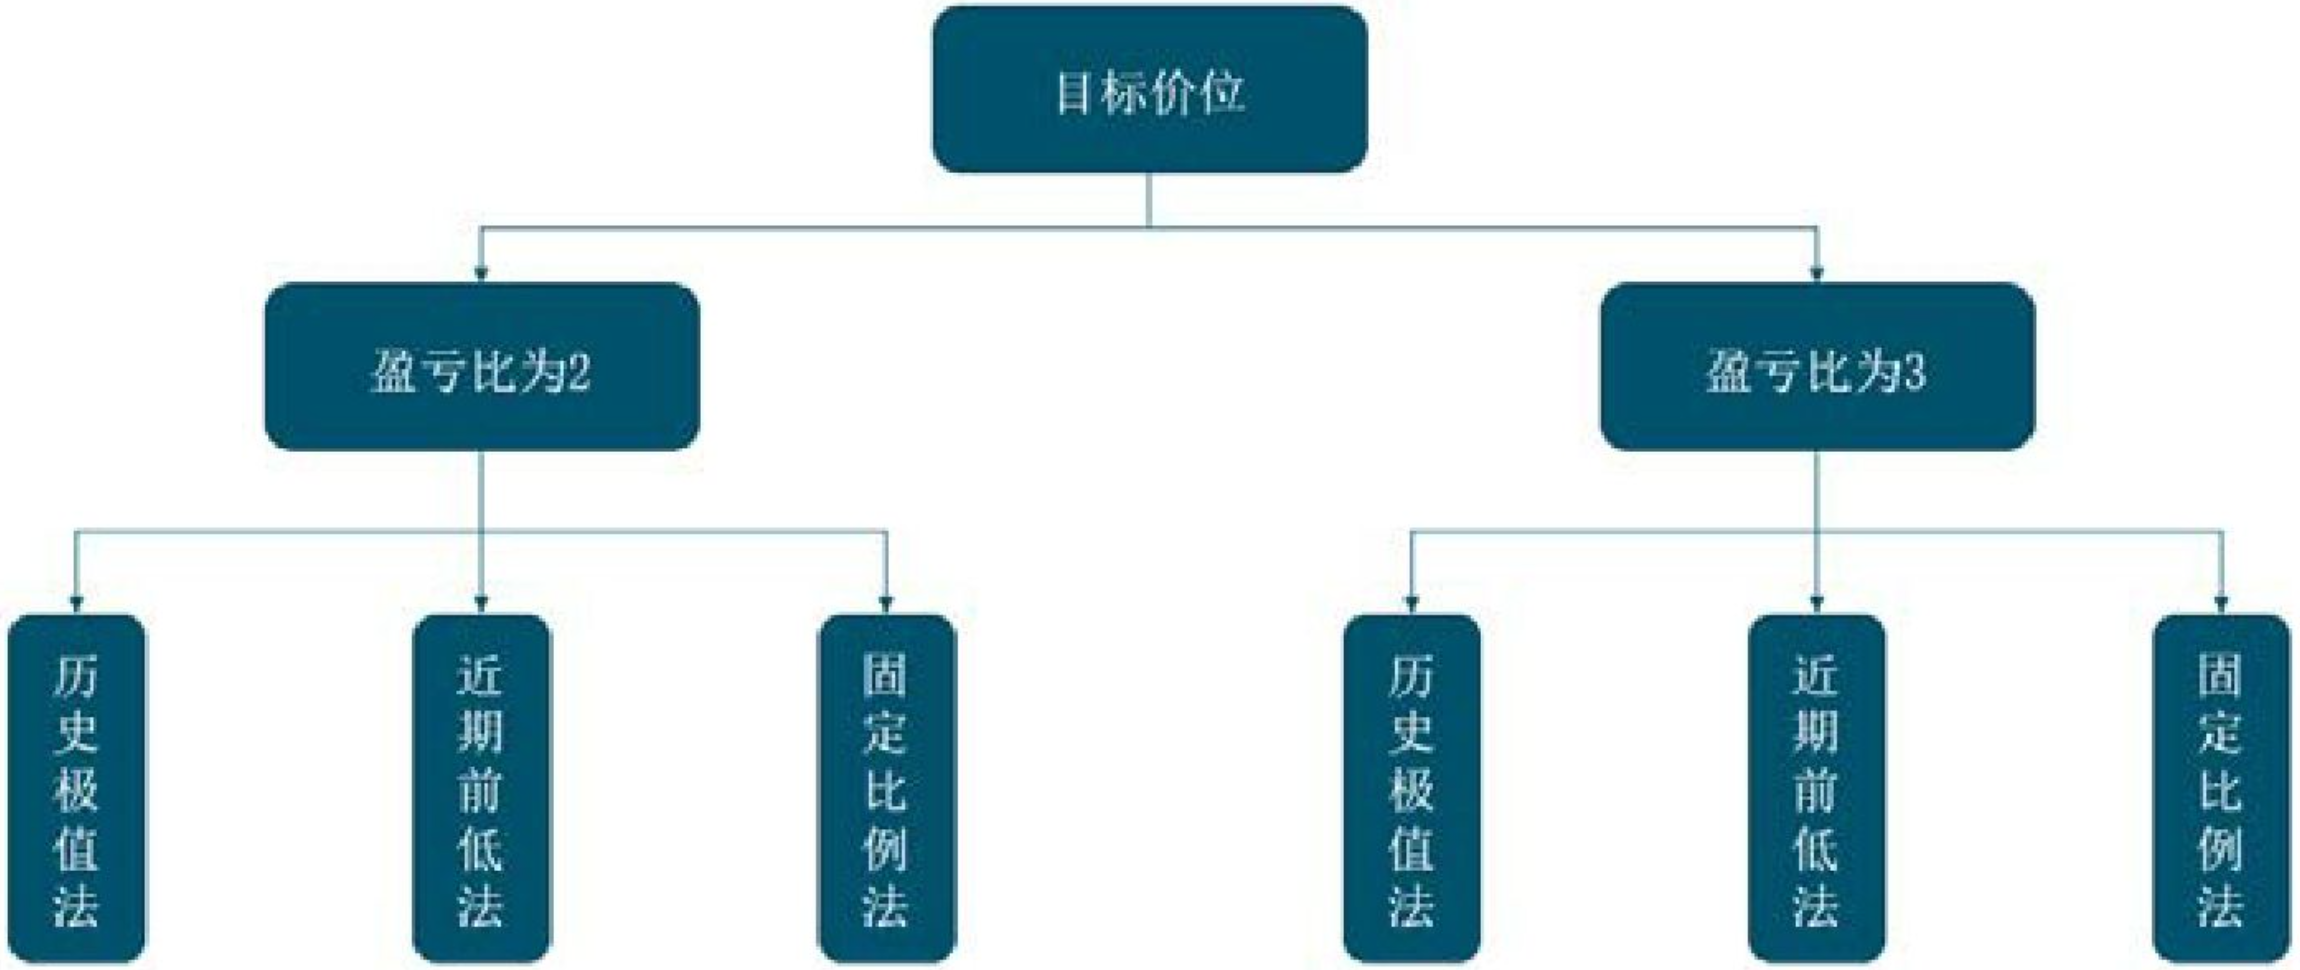 目标价位
盈亏比为2
盈亏比为3
历史极值法
近期前低法
固定比例法
历史极值法
近期前低法
固定比例法